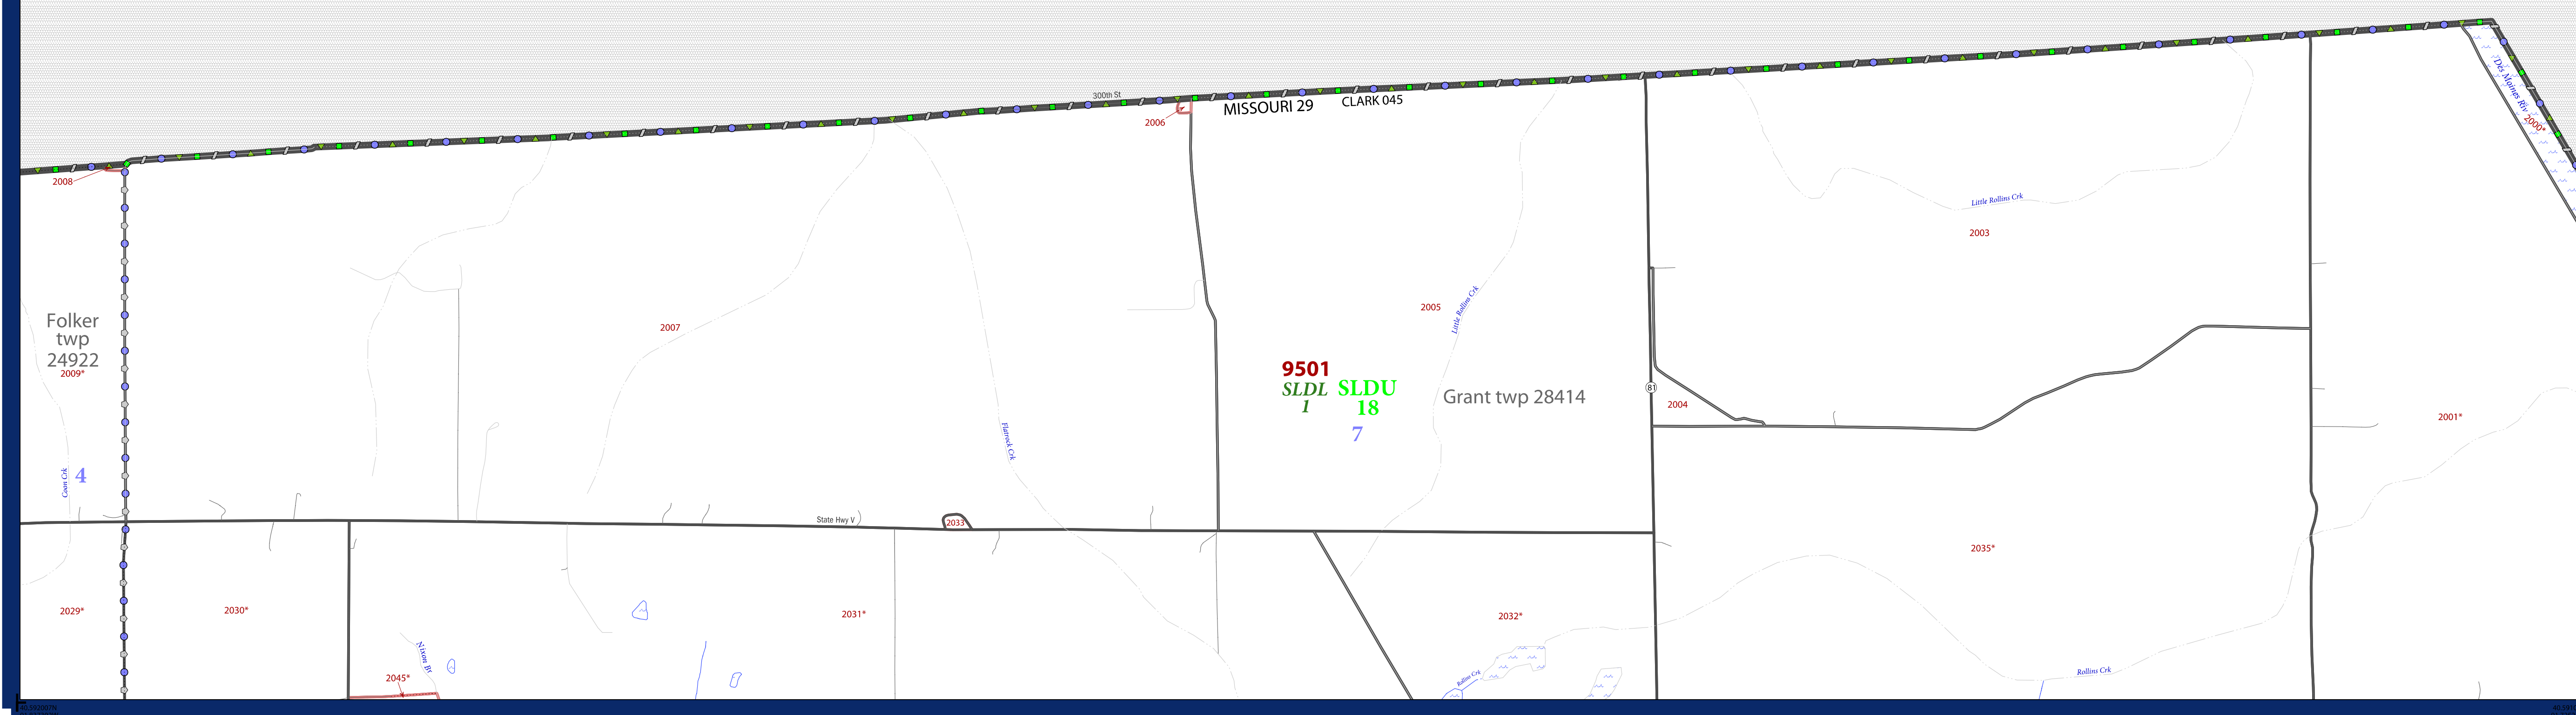 300th St
MISSOURI 29
CLARK 045
2006
Des Moines Riv
2000*
2008
Little Rollins Crk
2003
Folker
twp
24922
2009*
2007
2005
Little Rollins Crk
9501
SLDL
1
SLDU
18
7
Grant twp 28414
81
2004
2001*
Flatrock Crk
Coon Crk
4
State Hwy V
2033
2035*
2029*
2030*
2031*
2032*
Nixon Br
2045*
Rollins Crk
Rollins Crk
40.592007N